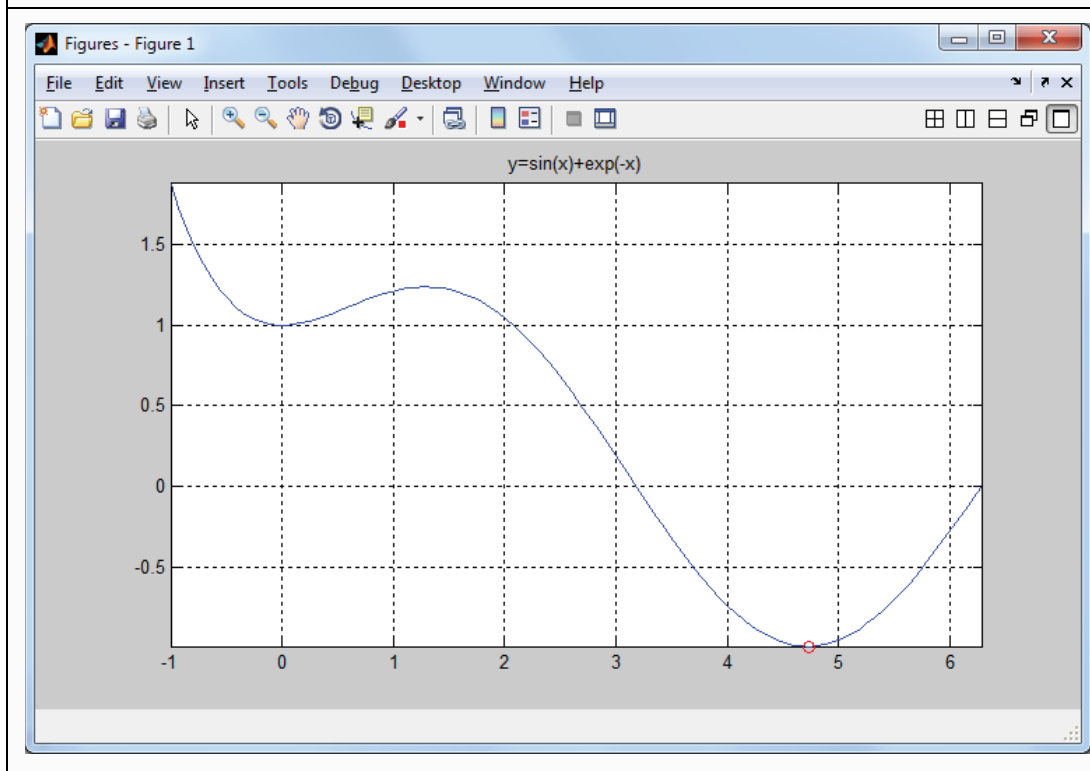 Figures - Figure 1
File Edit View Insert Tools Debug Desktop Window Help
y=sin(x)+exp(-x)
1.5
1
0.5
0
-0.5
-1 0 1 2 3 4 5 6